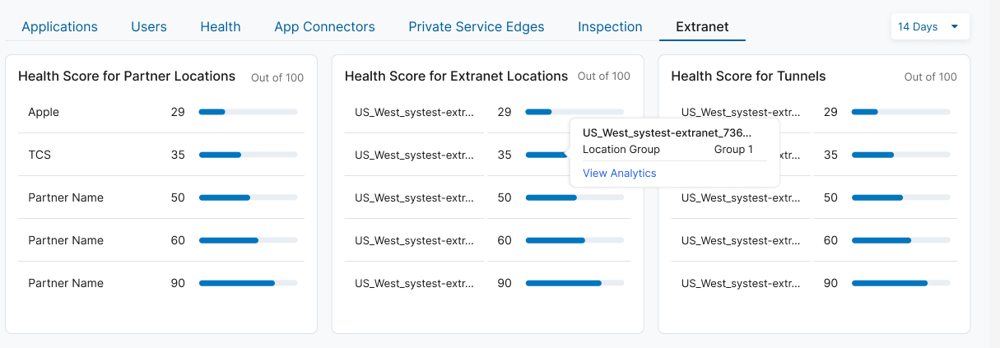 Applications Users Health App Connectors Private Service Edges Inspection Extranet 14 Days
Health Score for Partner Locations Out of 100
Apple 29
TCS 35
Partner Name 50
Partner Name 60
Partner Name 90
Health Score for Extranet Locations Out of 100
US_West_systest-extr... 29
US_West_systest-extr... 35
US_West_systest-extr... 50
US_West_systest-extr... 60
US_West_systest-extr... 90
US_West_systest-extranet_736...
Location Group Group 1
View Analytics
Health Score for Tunnels Out of 100
US_West_systest-extr... 29
xtr... 35
US_West_systest-extr... 50
US_West_systest-extr... 60
US_West_systest-extr... 90